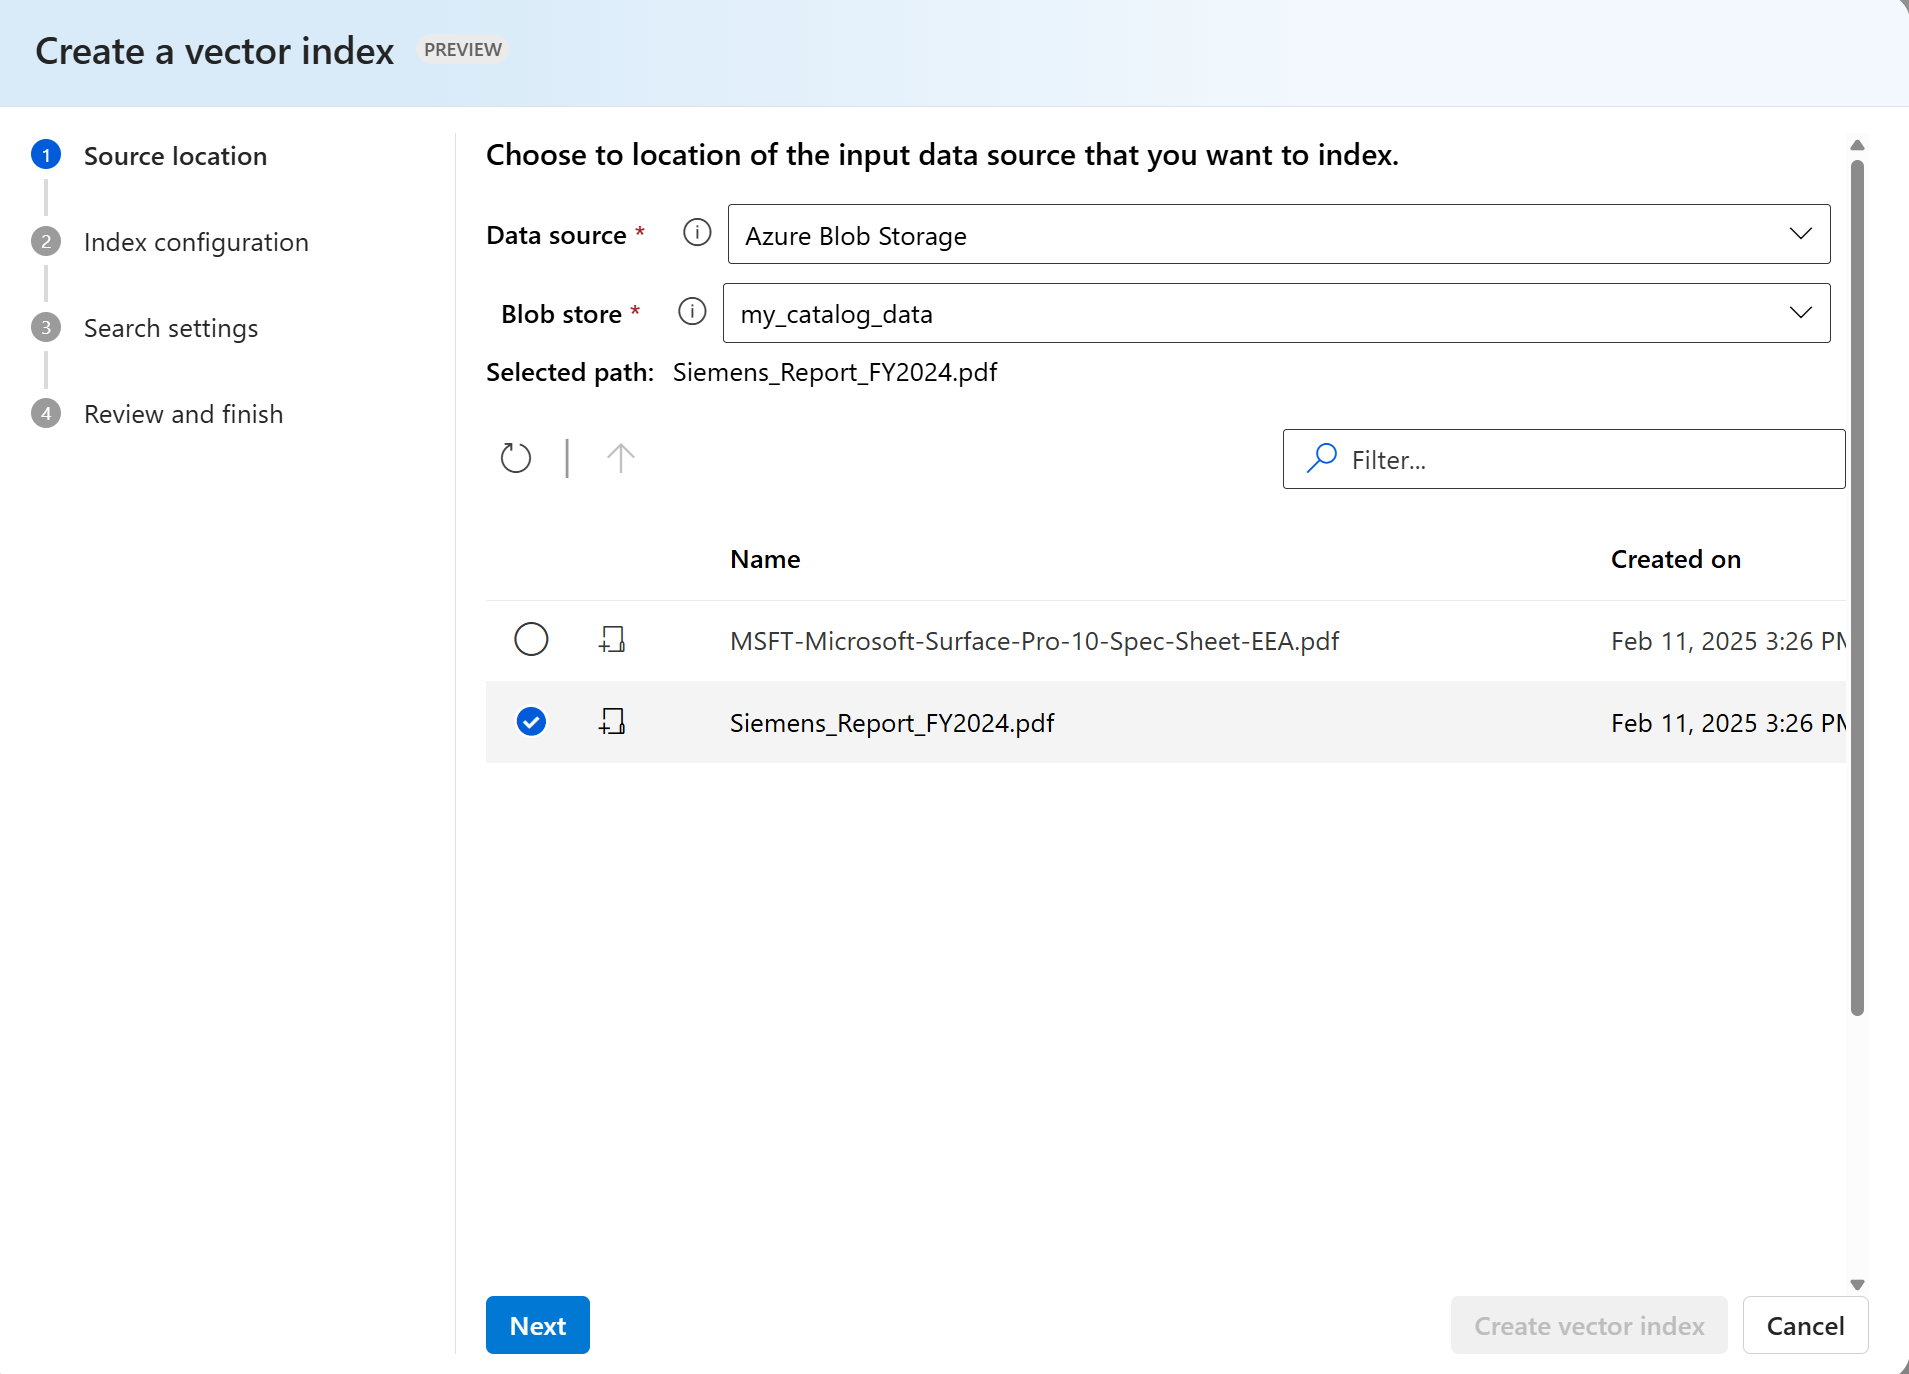 Create a vector index PREVIEW
1 Source location
2 Index configuration
3 Search settings
4 Review and finish
Choose to location of the input data source that you want to index.
Data source * Azure Blob Storage
Blob store * my_catalog_data
Selected path: Siemens_Report_FY2024.pdf
Filter...
Name Created on
MSFT-Microsoft-Surface-Pro-10-Spec-Sheet-EEA.pdf Feb 11, 2025 3:26 PM
Siemens_Report_FY2024.pdf Feb 11, 2025 3:26 PM
Next Create vector index Cancel